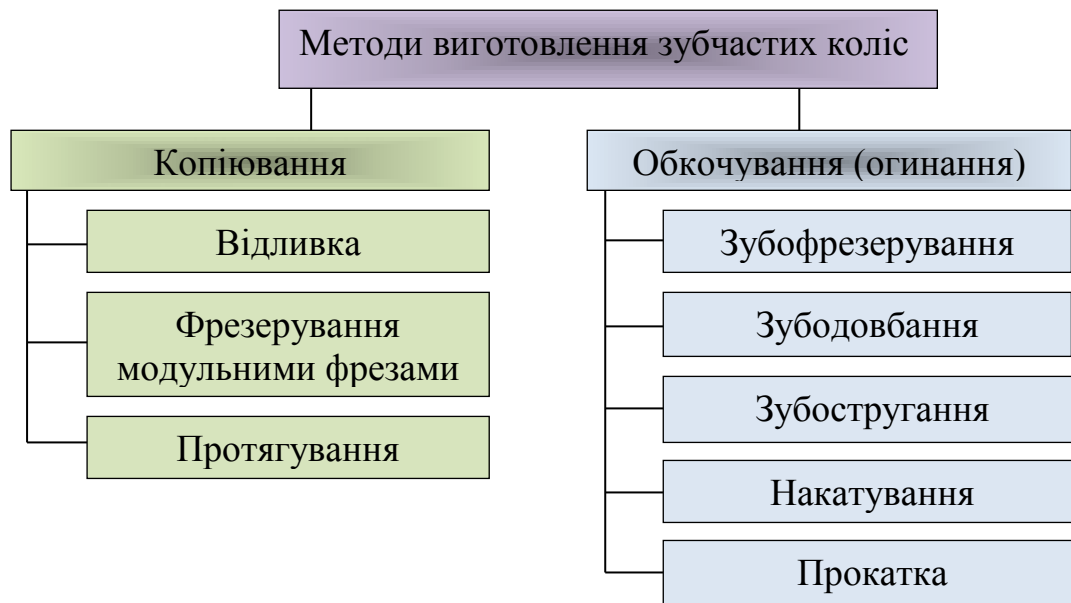 Методи виготовлення зубчастих коліс
Копіювання
Відливка
Фрезерування
модульними фрезами
Протягування
Обкочування (огинання)
Зубофрезерування
Зубодовбання
Зубостругання
Накатування
Прокатка